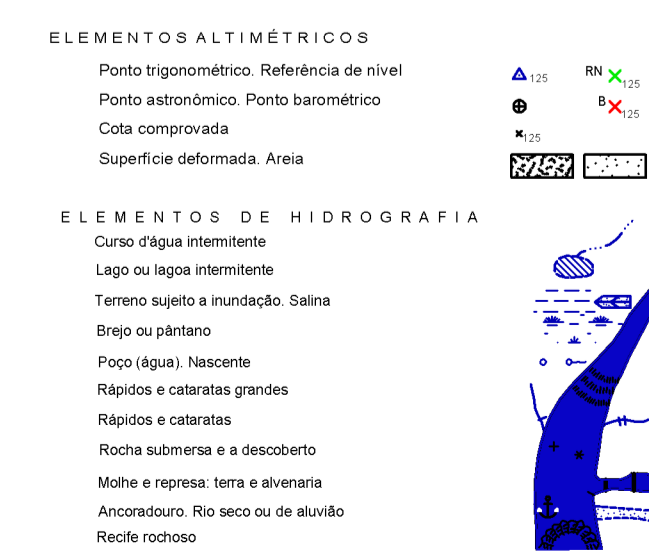 ELEMENTOS ALTIMÉTRICOS
Ponto trigonométrico. Referência de nível 125 RN 125
Ponto astronômico. Ponto barométrico B 125
Cota comprovada 125
Superfície deformada. Areia
ELEMENTOS DE HIDROGRAFIA
Curso d'água intermitente
Lago ou lagoa intermitente
Terreno sujeito a inundação. Salina
Brejo ou pântano
Poço (água). Nascente
Rápidos e cataratas grandes
Rápidos e cataratas
Rocha submersa e a descoberto
Molhe e represa: terra e alvenaria
Ancoradouro. Rio seco ou de aluvião
Recife rochoso